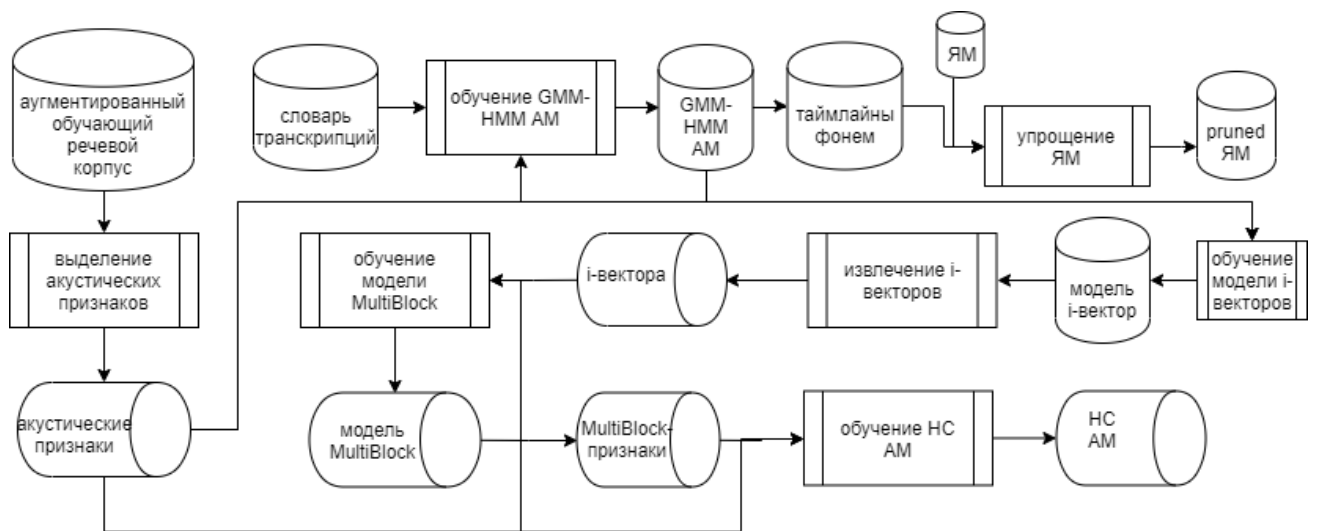 аугментированный
обучающий
речевой
корпус
словарь
транскрипций
обучение GMM-
HMM AM
GMM-
HMM
AM
таймлайны
фонем
ЯМ
упрощение
ЯМ
pruned
ЯМ
выделение
акустических
признаков
обучение
модели
MultiBlock
i-вектора
извлечение i-
векторов
модель
i-вектор
обучение
модели i-
векторов
акустические
признаки
модель
MultiBlock
MultiBlock-
признаки
обучение НС
АМ
НС
АМ